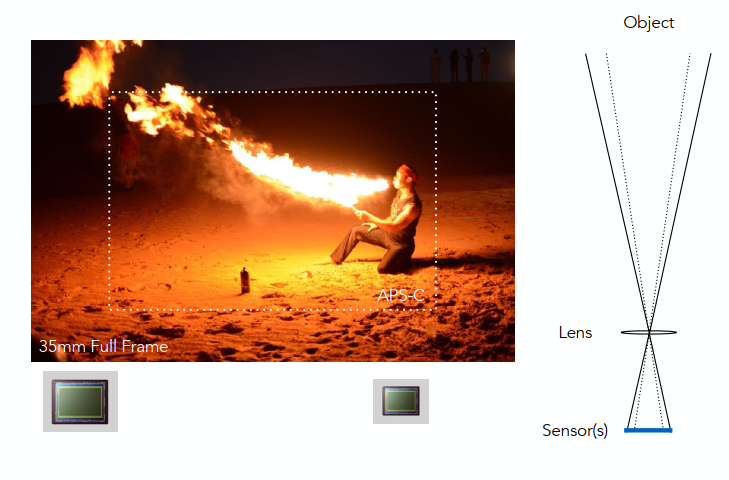 Object
APS-C
35mm Full Frame
Lens
Sensor(s)